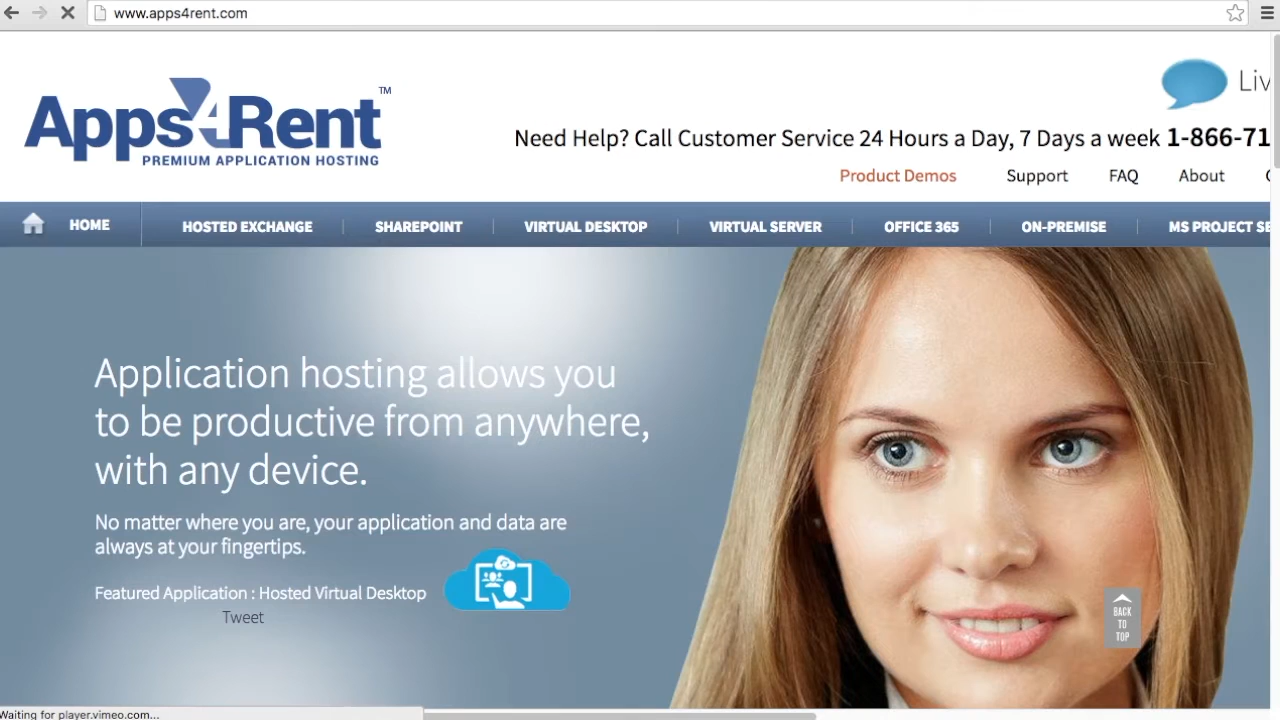 www.apps4rent.com
Apps4Rent™
PREMIUM APPLICATION HOSTING
Need Help? Call Customer Service 24 Hours a Day, 7 Days a week 1-866-71
Product Demos Support FAQ About
HOME HOSTED EXCHANGE SHAREPOINT VIRTUAL DESKTOP VIRTUAL SERVER OFFICE 365 ON-PREMISE MS PROJECT
Application hosting allows you
to be productive from anywhere,
with any device.
No matter where you are, your application and data are
always at your fingertips.
Featured Application : Hosted Virtual Desktop
Tweet
BACK
TO
TOP
Waiting for player.vimeo.com...